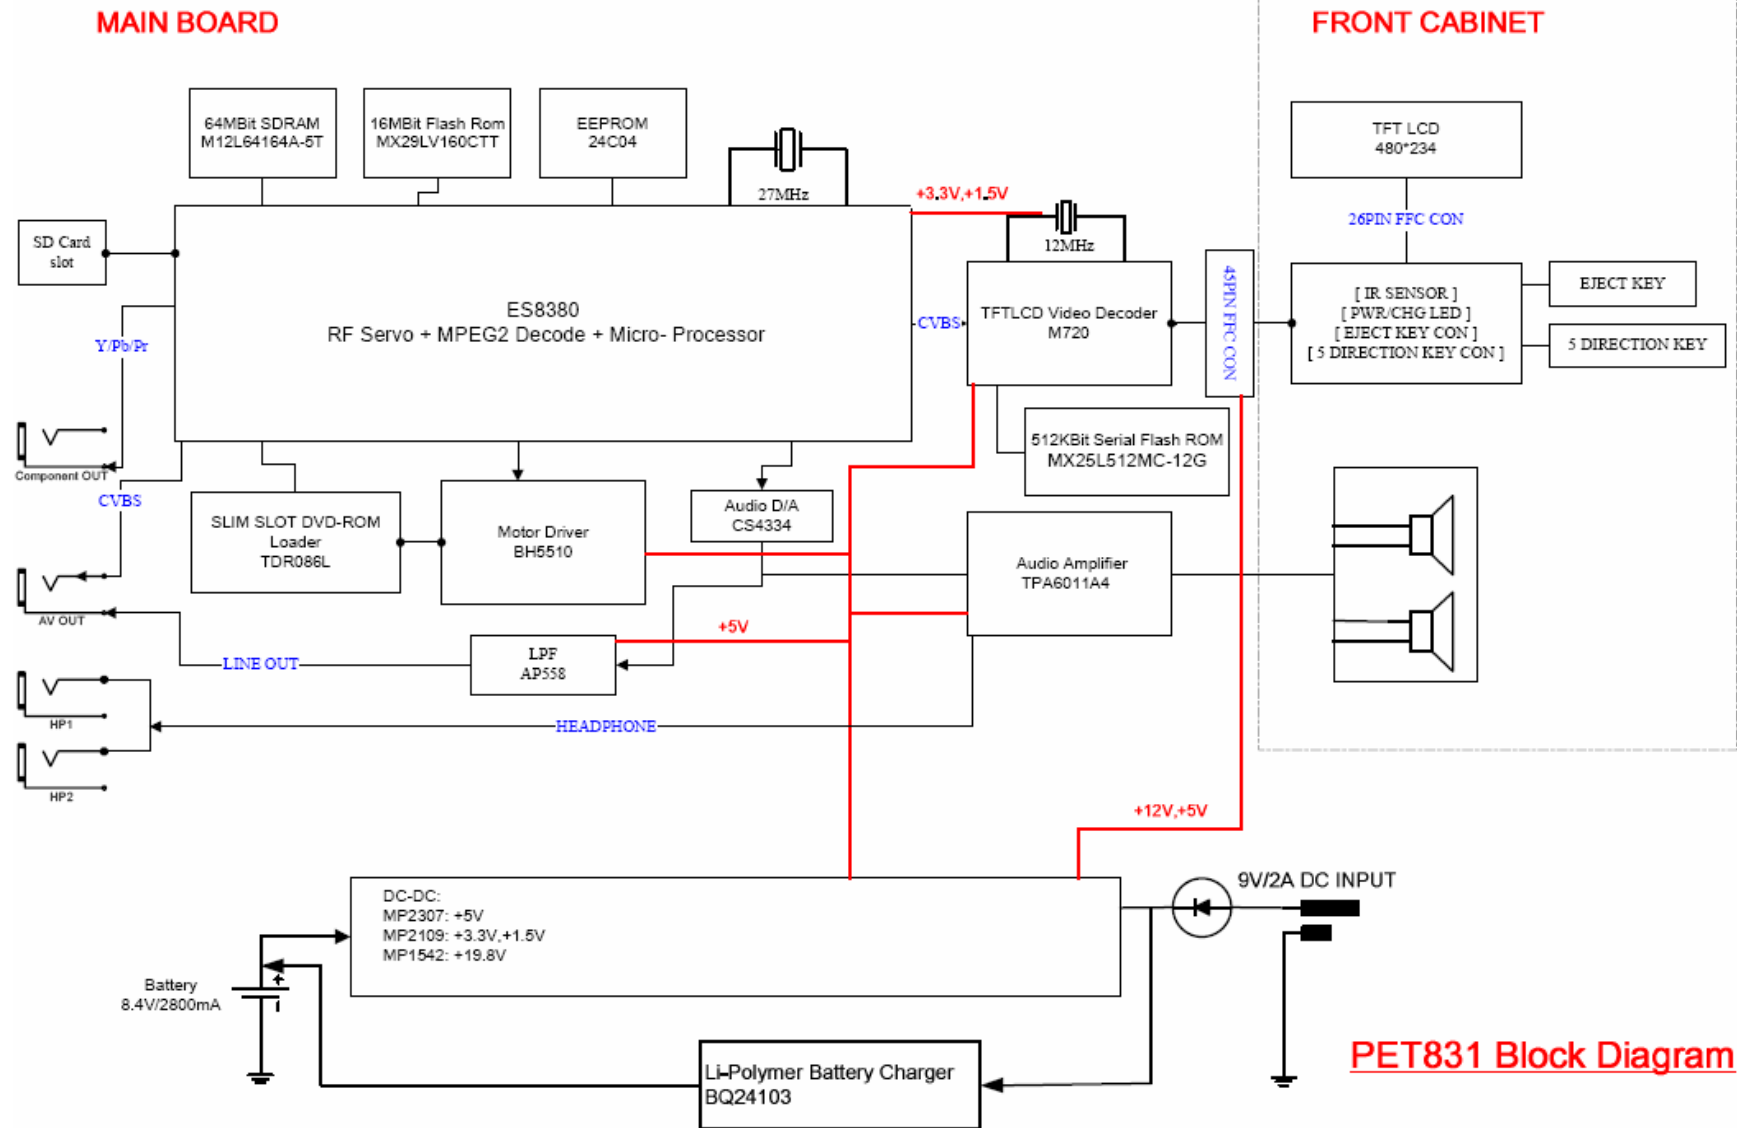 MAIN BOARD
FRONT CABINET
64MBit SDRAM
M12L64164A-5T
16MBit Flash Rom
MX29LV160CTT
EEPROM
24C04
27MHz
+3.3V,+1.5V
12MHz
TFT LCD
480*234
26PIN FFC CON
SD Card
slot
ES8380
RF Servo + MPEG2 Decode + Micro- Processor
CVBS
TFTLCD Video Decoder
M720
45PIN FFC CON
[ IR SENSOR ]
[ PWR/CHG LED ]
[ EJECT KEY CON ]
[ 5 DIRECTION KEY CON ]
EJECT KEY
5 DIRECTION KEY
Y/Pb/Pr
Component OUT
CVBS
512KBit Serial Flash ROM
MX25L512MC-12G
SLIM SLOT DVD-ROM
Loader
TDR086L
Motor Driver
BH5510
Audio D/A
CS4334
Audio Amplifier
TPA6011A4
AV OUT
+5V
LINE OUT
LPF
AP558
HP1
HEADPHONE
HP2
+12V,+5V
9V/2A DC INPUT
DC-DC:
MP2307: +5V
MP2109: +3.3V,+1.5V
MP1542: +19.8V
Battery
8.4V/2800mA
+
Li-Polymer Battery Charger
BQ24103
PET831 Block Diagram